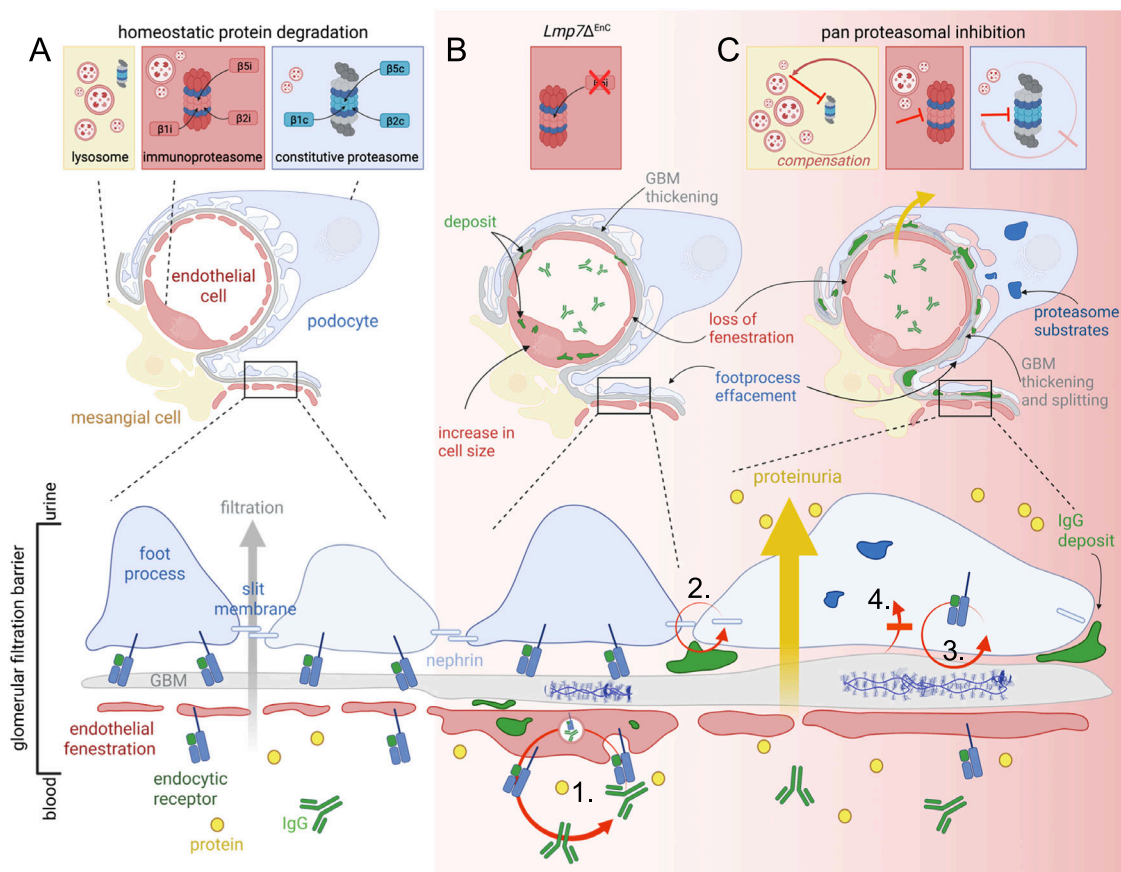 A
homeostatic protein degradation
β5i
β1i
β2i
β5c
β1c
β2c
lysosome
immunoproteasome
constitutive proteasome
endothelial
cell
podocyte
mesangial cell
B
Lmp7Δᴱⁿᶜ
β5i
GBM
thickening
deposit
increase in
cell size
loss of
fenestration
footprocess
effacement
C
pan proteasomal inhibition
compensation
proteasome
substrates
GBM
thickening
and splitting
glomerular filtration barrier
urine
blood
filtration
foot
process
slit
membrane
nephrin
GBM
endothelial
fenestration
endocytic
receptor
IgG
protein
1.
2.
proteinuria
4.
3.
IgG
deposit